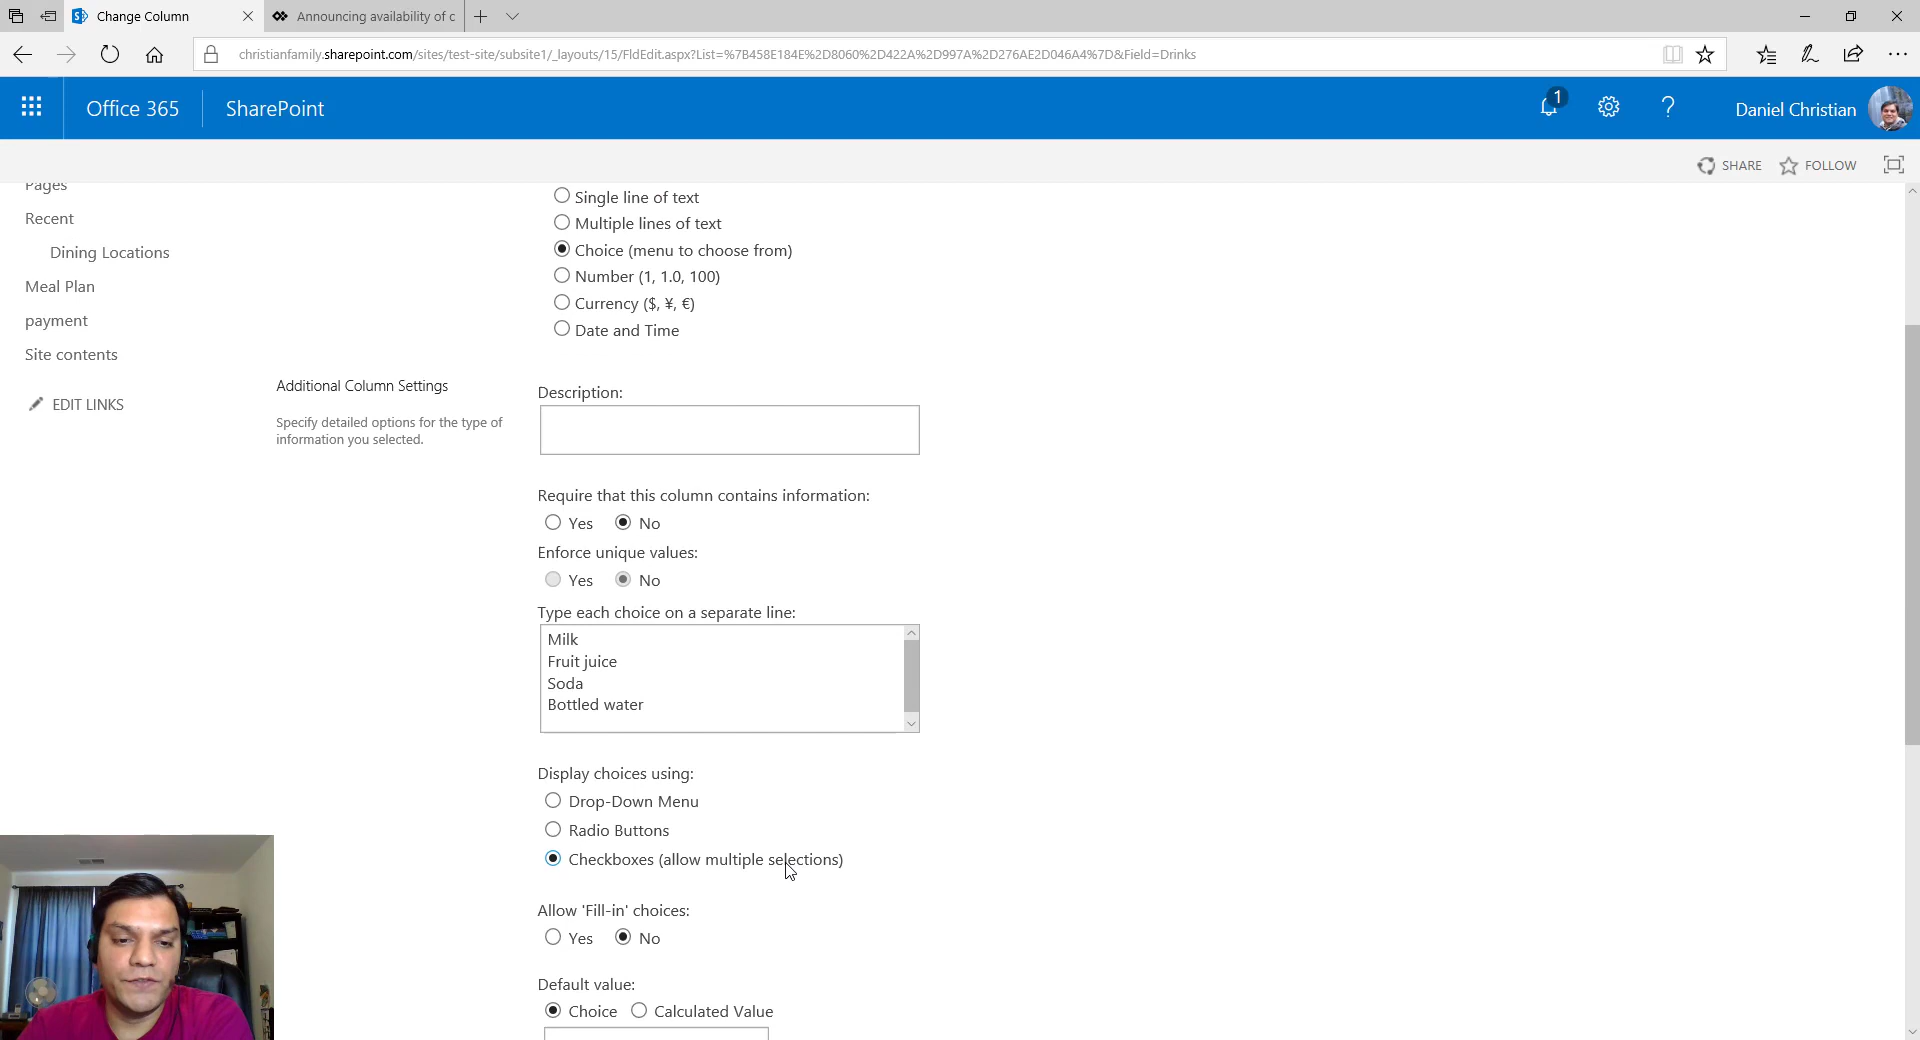 Change Column
Announcing availability of c
christianfamily.sharepoint.com/sites/test-site/subsite1/_layouts/15/FldEdit.aspx?List=%7B458E184E%2D8060%2D422A%2D997A%2D276AE2D046A4%7D&Field=Drinks
Office 365
SharePoint
1
?
Daniel Christian
SHARE
FOLLOW
Pages
Recent
Dining Locations
Meal Plan
payment
Site contents
EDIT LINKS
Single line of text
Multiple lines of text
Choice (menu to choose from)
Number (1, 1.0, 100)
Currency ($, ¥, €)
Date and Time
Additional Column Settings
Specify detailed options for the type of
information you selected.
Description:
Require that this column contains information:
Yes No
Enforce unique values:
Yes No
Type each choice on a separate line:
Milk
Fruit juice
Soda
Bottled water
Display choices using:
Drop-Down Menu
Radio Buttons
Checkboxes (allow multiple selections)
Allow 'Fill-in' choices:
Yes No
Default value:
Choice Calculated Value